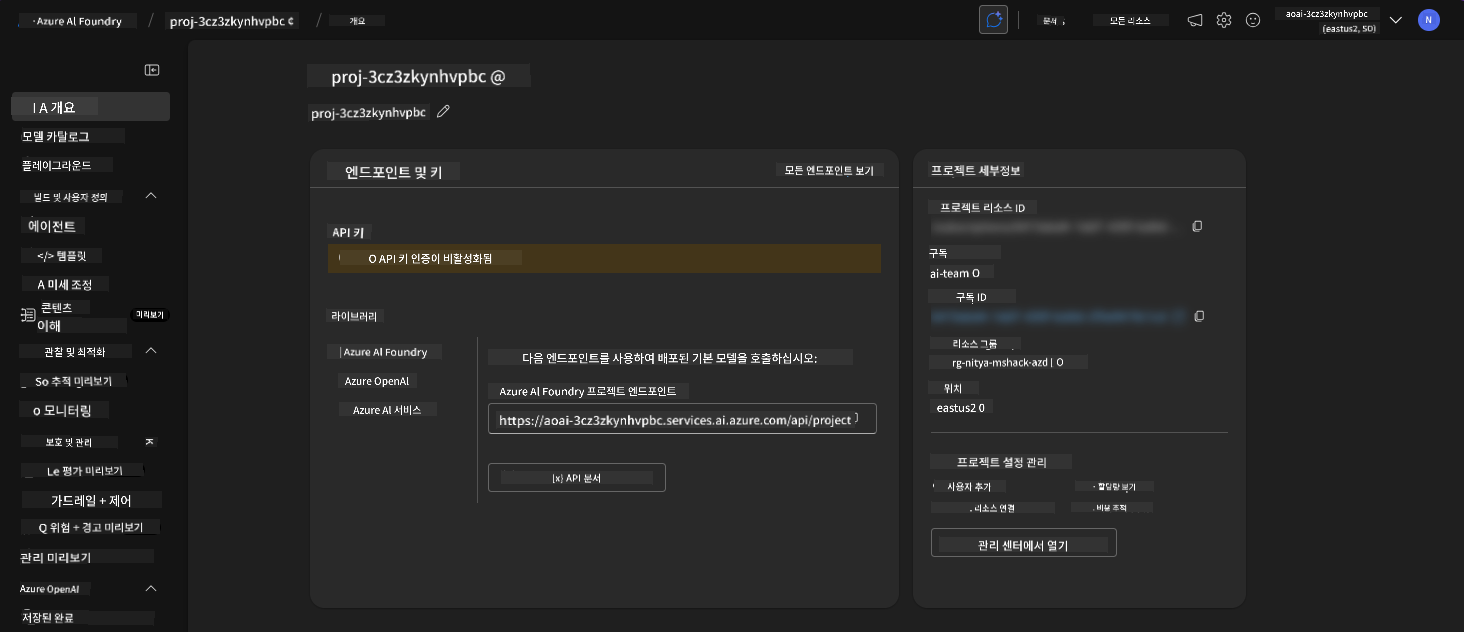 Azure AI Foundry / proj-3cz3zkynhvpbc ¢ / 개요
모든 리소스
aoai-3cz3zkynhvpbc
(eastus2, S0)
N
I A 개요
모델 카탈로그
플레이그라운드
빌드 및 사용자 정의
에이전트
</> 템플릿
A 미세 조정
콘텐츠
이해
미리보기
관찰 및 최적화
So 추적 미리보기
o 모니터링
보호 및 관리
Le 평가 미리보기
가드레일 + 제어
Q 위험 + 경고 미리보기
관리 미리보기
Azure OpenAI
저장된 완료
proj-3cz3zkynhvpbc @
proj-3cz3zkynhvpbc
엔드포인트 및 키
모든 엔드포인트 보기
API 키
O API 키 인증이 비활성화됨
라이브러리
Azure AI Foundry
Azure OpenAI
Azure AI 서비스
다음 엔드포인트를 사용하여 배포된 기본 모델을 호출하십시오:
Azure AI Foundry 프로젝트 엔드포인트
https://aoai-3cz3zkynhvpbc.services.ai.azure.com/api/project
[x] API 문서
프로젝트 세부정보
프로젝트 리소스 ID
구독
ai-team O
구독 ID
리소스 그룹
rg-nitya-mshack-azd | O
위치
eastus2 0
프로젝트 설정 관리
사용자 추가
할당량 보기
리소스 연결
비용 추적
관리 센터에서 열기